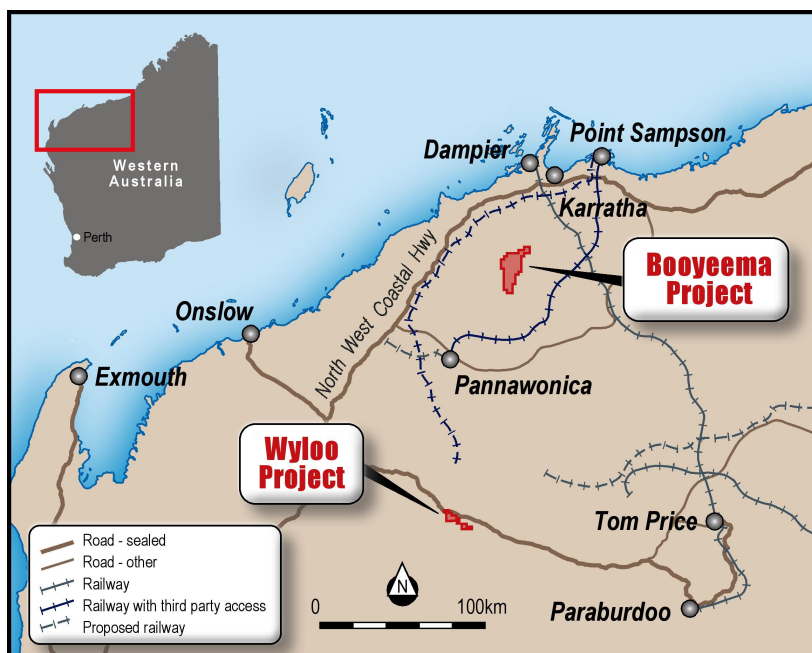 Western
Australia
Perth
Dampier
Point Sampson
Karratha
Booyeema
Project
North West Coastal Hwy
Onslow
Exmouth
Pannawonica
Wyloo
Project
Tom Price
Paraburdoo
Road - sealed
Road - other
Railway
Railway with third party access
Proposed railway
N
0 100km